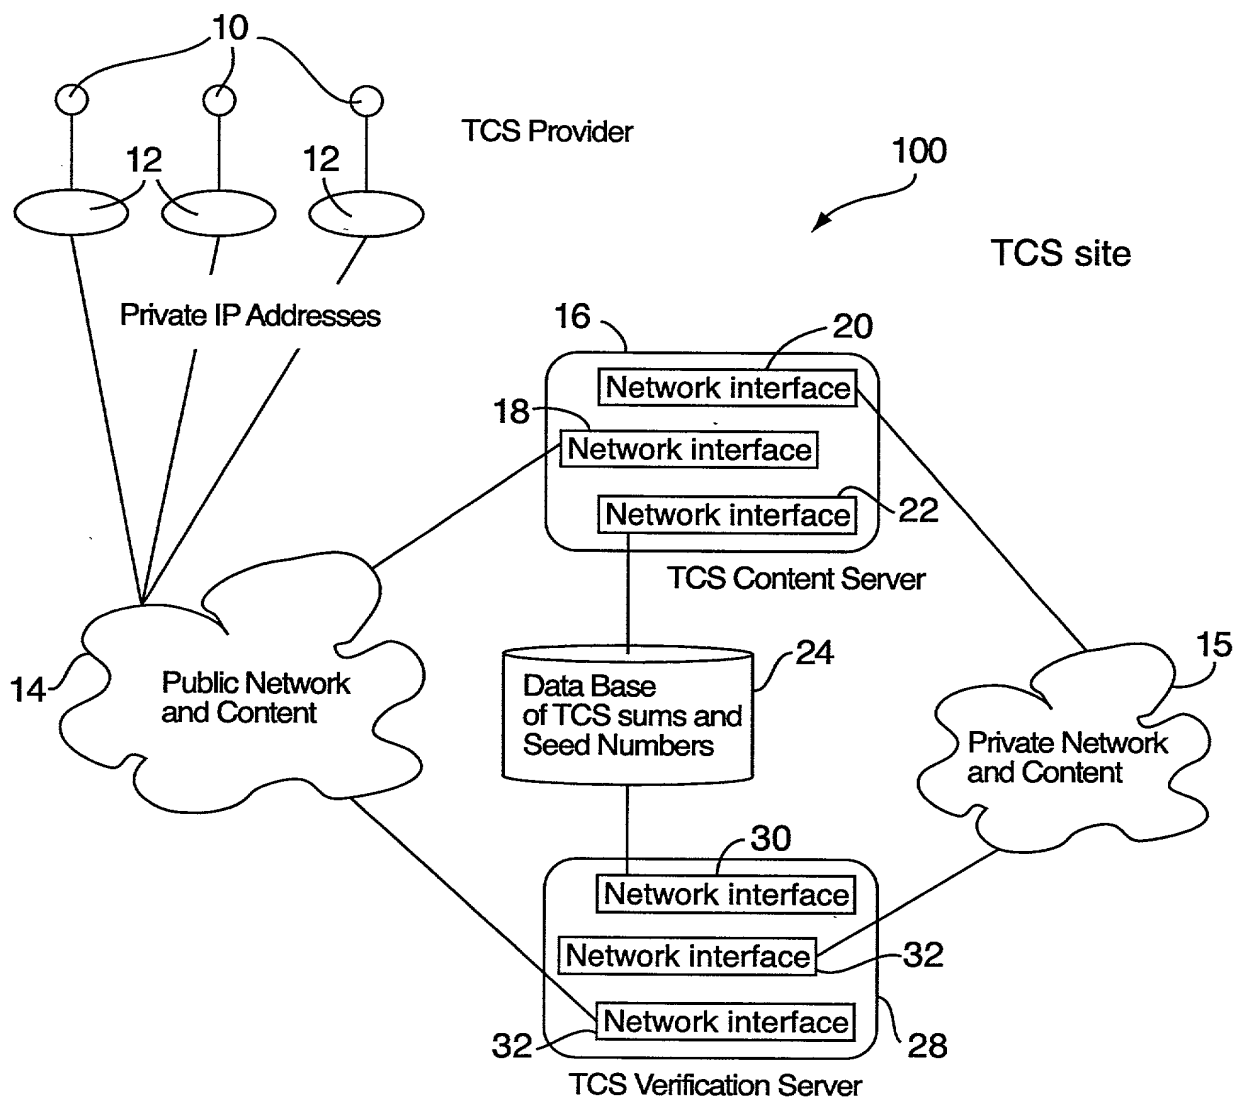 10
TCS Provider
12
12
100
TCS site
Private IP Addresses
16
20
Network interface
18
Network interface
Network interface
22
TCS Content Server
14
Public Network
and Content
24
Data Base
of TCS sums and
Seed Numbers
15
Private Network
and Content
30
Network interface
Network interface
32
Network interface
32
28
TCS Verification Server